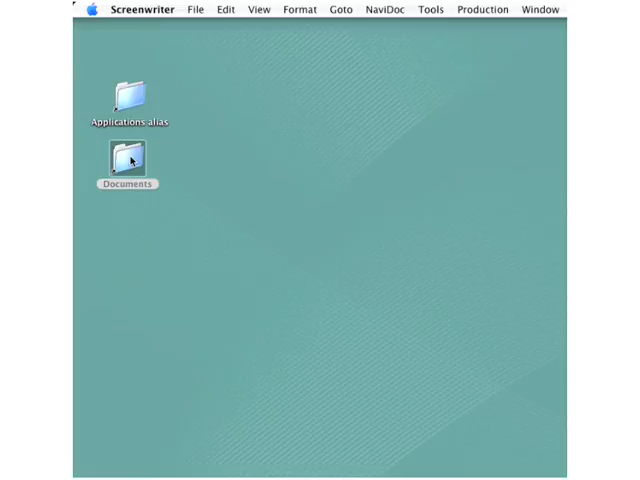 Screenwriter File Edit View Format Goto NaviDoc Tools Production Window
Applications alias
Documents